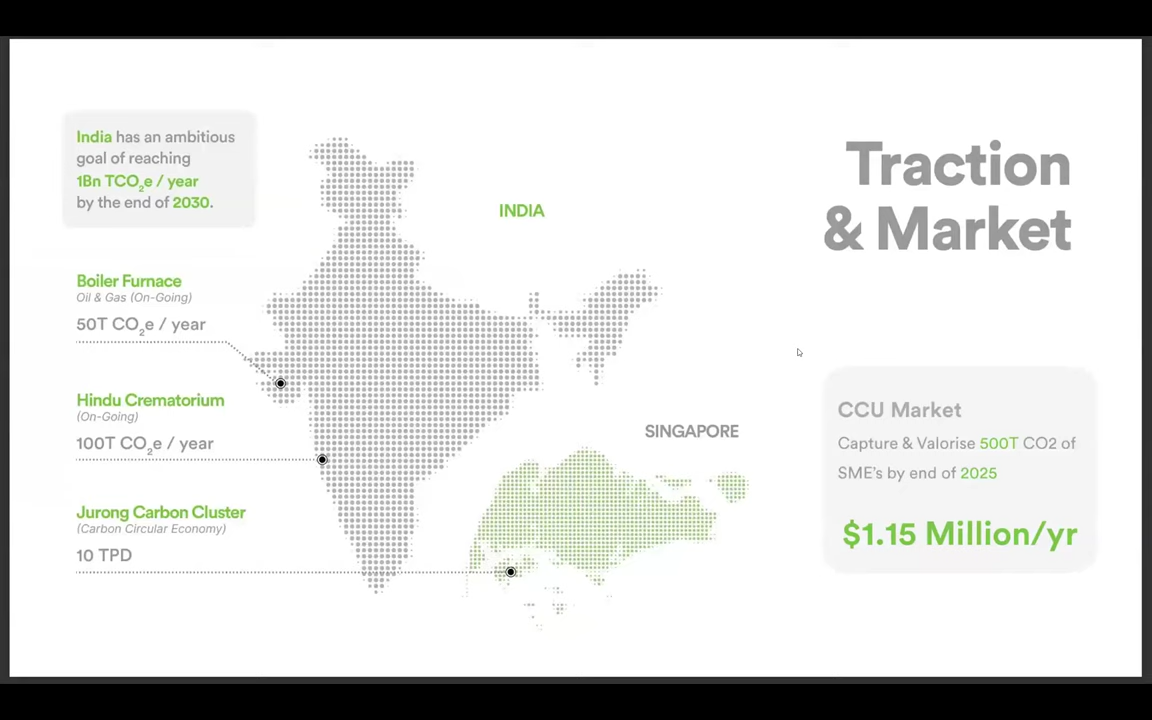 Traction
& Market
India has an ambitious
goal of reaching
1Bn TCO₂e / year
by the end of 2030.
INDIA
Boiler Furnace
Oil & Gas (On-Going)
50T CO₂e / year
Hindu Crematorium
(On-Going)
100T CO₂e / year
SINGAPORE
Jurong Carbon Cluster
(Carbon Circular Economy)
10 TPD
CCU Market
Capture & Valorise 500T CO2 of
SME's by end of 2025
$1.15 Million/yr